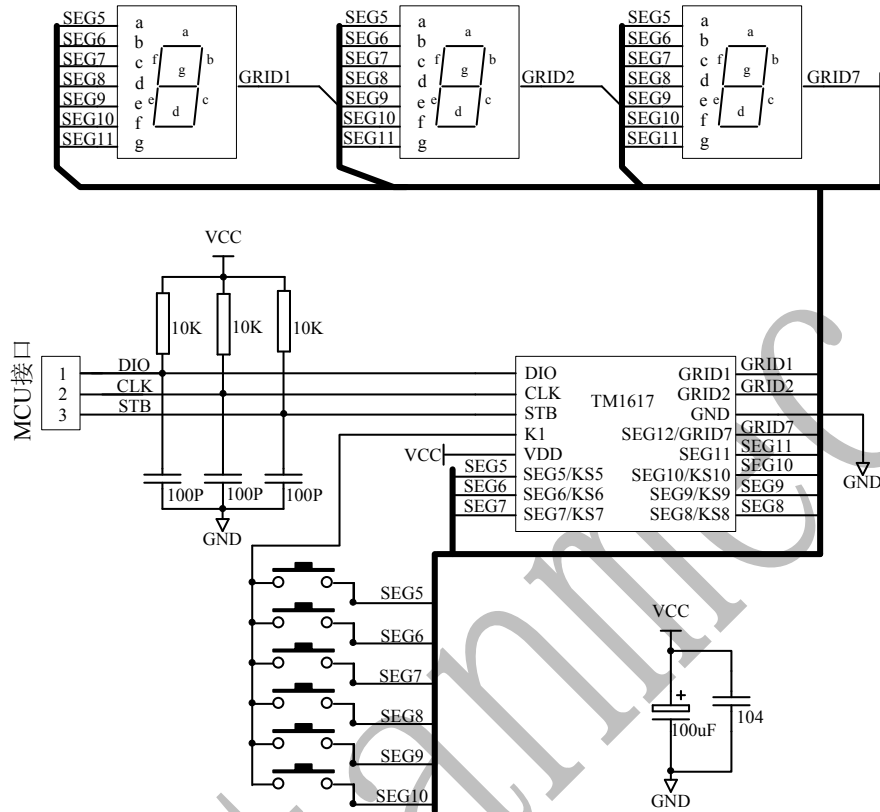 SEG5 a
SEG6 b
SEG7 c
SEG8 d
SEG9 e
SEG10 f
SEG11 g
a
f b
g
e c
d
GRID1
SEG5 a
SEG6 b
SEG7 c
SEG8 d
SEG9 e
SEG10 f
SEG11 g
a
f b
g
e c
d
GRID2
SEG5 a
SEG6 b
SEG7 c
SEG8 d
SEG9 e
SEG10 f
SEG11 g
a
f b
g
e c
d
GRID7
VCC
10K 10K 10K
MCU接口
1 DIO
2 CLK
3 STB
100P 100P 100P
GND
TM1617
DIO GRID1 GRID1
CLK GRID2 GRID2
STB GND
K1 SEG12/GRID7 GRID7
VCC VDD SEG11 SEG11
SEG5 SEG5/KS5 SEG10/KS10 SEG10
SEG6 SEG6/KS6 SEG9/KS9 SEG9
SEG7 SEG7/KS7 SEG8/KS8 SEG8
GND
SEG5
SEG6
SEG7
SEG8
SEG9
SEG10
VCC
+
100uF 104
GND